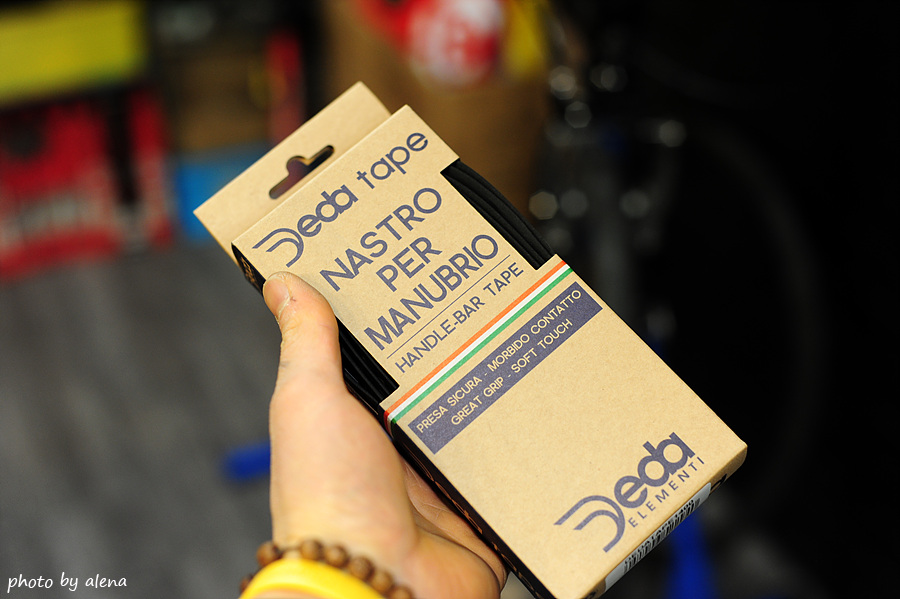 Deda tape
NASTRO
PER
MANUBRIO
HANDLE-BAR TAPE
PRESA SICURA - MORBIDO CONTATTO
GREAT GRIP - SOFT TOUCH
Deda
ELEMENTI
photo by alena